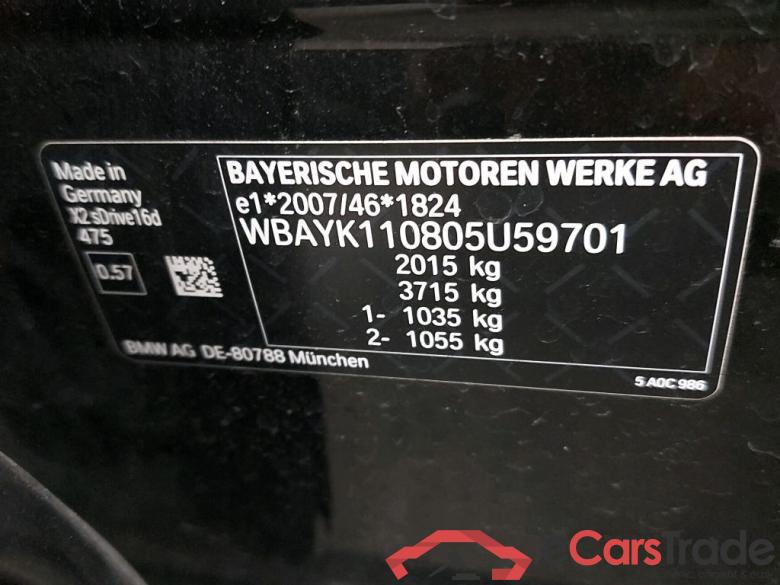 Made in
Germany
X2 sDrive16d
475
0.57
BAYERISCHE MOTOREN WERKE AG
e1*2007/46*1824
WBAYK110805U59701
2015 kg
3715 kg
1- 1035 kg
2- 1055 kg
BMW AG DE-80788 München
5 A0C 986
CarsTrade